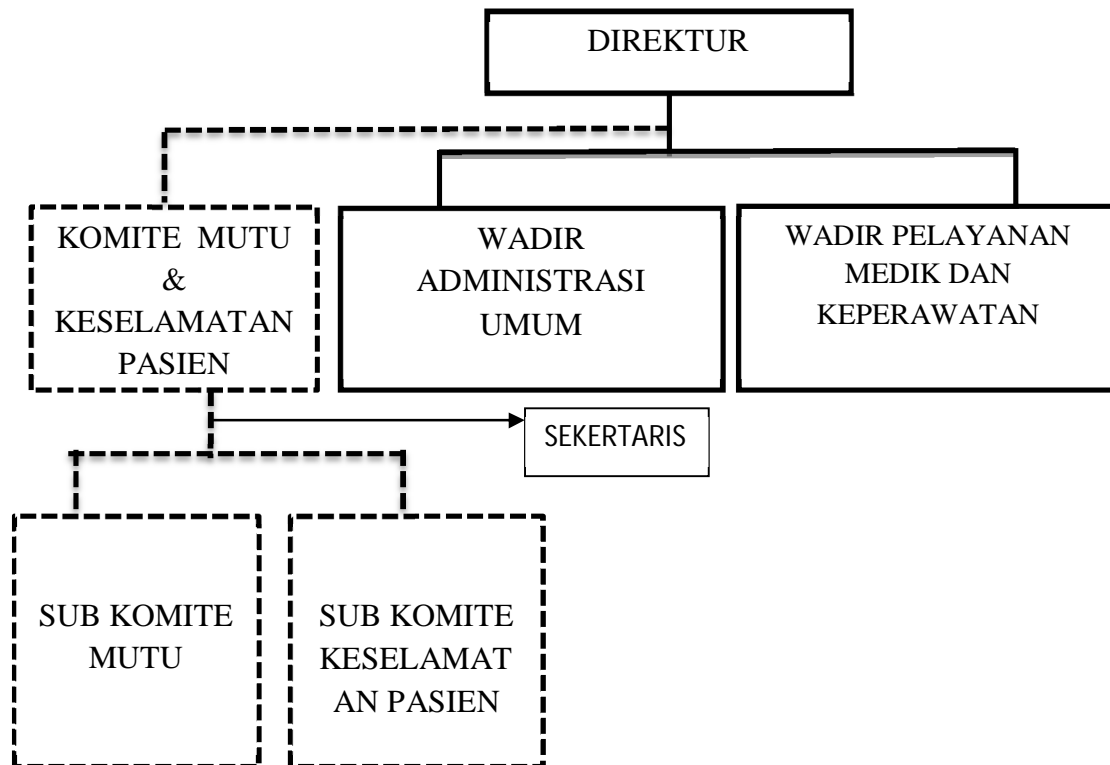 DIREKTUR
KOMITE MUTU
&
KESELAMATAN
PASIEN
WADIR
ADMINISTRASI
UMUM
WADIR PELAYANAN
MEDIK DAN
KEPERAWATAN
SEKERTARIS
SUB KOMITE
MUTU
SUB KOMITE
KESELAMAT
AN PASIEN